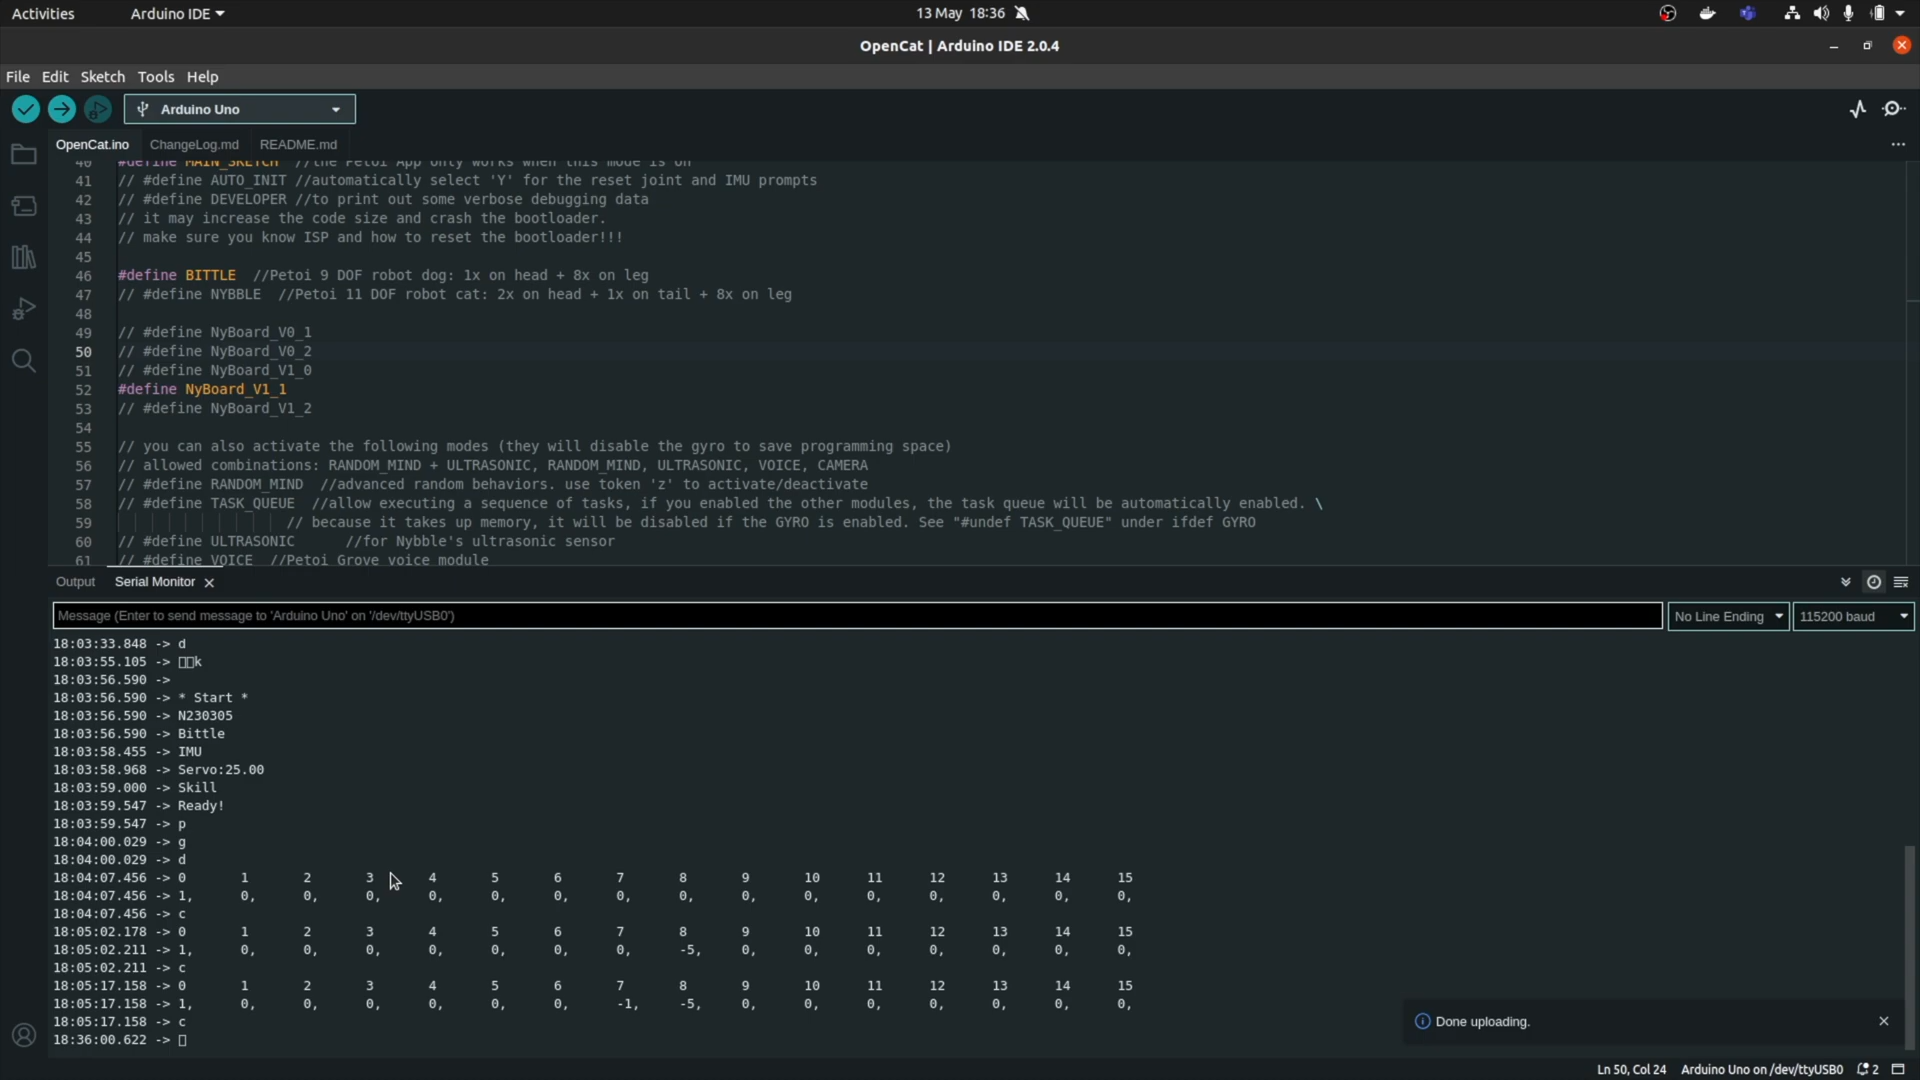 Activities
Arduino IDE
13 May 18:36
OpenCat | Arduino IDE 2.0.4
File Edit Sketch Tools Help
Arduino Uno
OpenCat.ino ChangeLog.md README.md
40 #define MAIN_SKETCH //the Petoi App only works when this mode is on
41 // #define AUTO_INIT //automatically select 'Y' for the reset joint and IMU prompts
42 // #define DEVELOPER //to print out some verbose debugging data
43 // it may increase the code size and crash the bootloader.
44 // make sure you know ISP and how to reset the bootloader!!!
45
46 #define BITTLE //Petoi 9 DOF robot dog: 1x on head + 8x on leg
47 // #define NYBBLE //Petoi 11 DOF robot cat: 2x on head + 1x on tail + 8x on leg
48
49 // #define NyBoard_V0_1
50 // #define NyBoard_V0_2
51 // #define NyBoard_V1_0
52 #define NyBoard_V1_1
53 // #define NyBoard_V1_2
54
55 // you can also activate the following modes (they will disable the gyro to save programming space)
56 // allowed combinations: RANDOM_MIND + ULTRASONIC, RANDOM_MIND, ULTRASONIC, VOICE, CAMERA
57 // #define RANDOM_MIND //advanced random behaviors. use token 'z' to activate/deactivate
58 // #define TASK_QUEUE //allow executing a sequence of tasks, if you enabled the other modules, the task queue will be automatically enabled. \
59 // because it takes up memory, it will be disabled if the GYRO is enabled. See "#undef TASK_QUEUE" under ifdef GYRO
60 // #define ULTRASONIC //for Nybble's ultrasonic sensor
61 // #define VOICE //Petoi Grove voice module
Output Serial Monitor
Message (Enter to send message to 'Arduino Uno' on '/dev/ttyUSB0')
No Line Ending
115200 baud
18:03:33.848 -> d
18:03:55.105 -> □□k
18:03:56.590 ->
18:03:56.590 -> * Start *
18:03:56.590 -> N230305
18:03:56.590 -> Bittle
18:03:58.455 -> IMU
18:03:58.968 -> Servo:25.00
18:03:59.000 -> Skill
18:03:59.547 -> Ready!
18:03:59.547 -> p
18:04:00.029 -> g
18:04:00.029 -> d
18:04:07.456 -> 0 1 2 3 4 5 6 7 8 9 10 11 12 13 14 15
18:04:07.456 -> 1, 0, 0, 0, 0, 0, 0, 0, 0, 0, 0, 0, 0, 0, 0, 0,
18:04:07.456 -> c
18:05:02.178 -> 0 1 2 3 4 5 6 7 8 9 10 11 12 13 14 15
18:05:02.211 -> 1, 0, 0, 0, 0, 0, 0, 0, -5, 0, 0, 0, 0, 0, 0, 0,
18:05:02.211 -> c
18:05:17.158 -> 0 1 2 3 4 5 6 7 8 9 10 11 12 13 14 15
18:05:17.158 -> 1, 0, 0, 0, 0, 0, 0, -1, -5, 0, 0, 0, 0, 0, 0, 0,
18:05:17.158 -> c
18:36:00.622 -> □
Done uploading.
Ln 50, Col 24 Arduino Uno on /dev/ttyUSB0 2